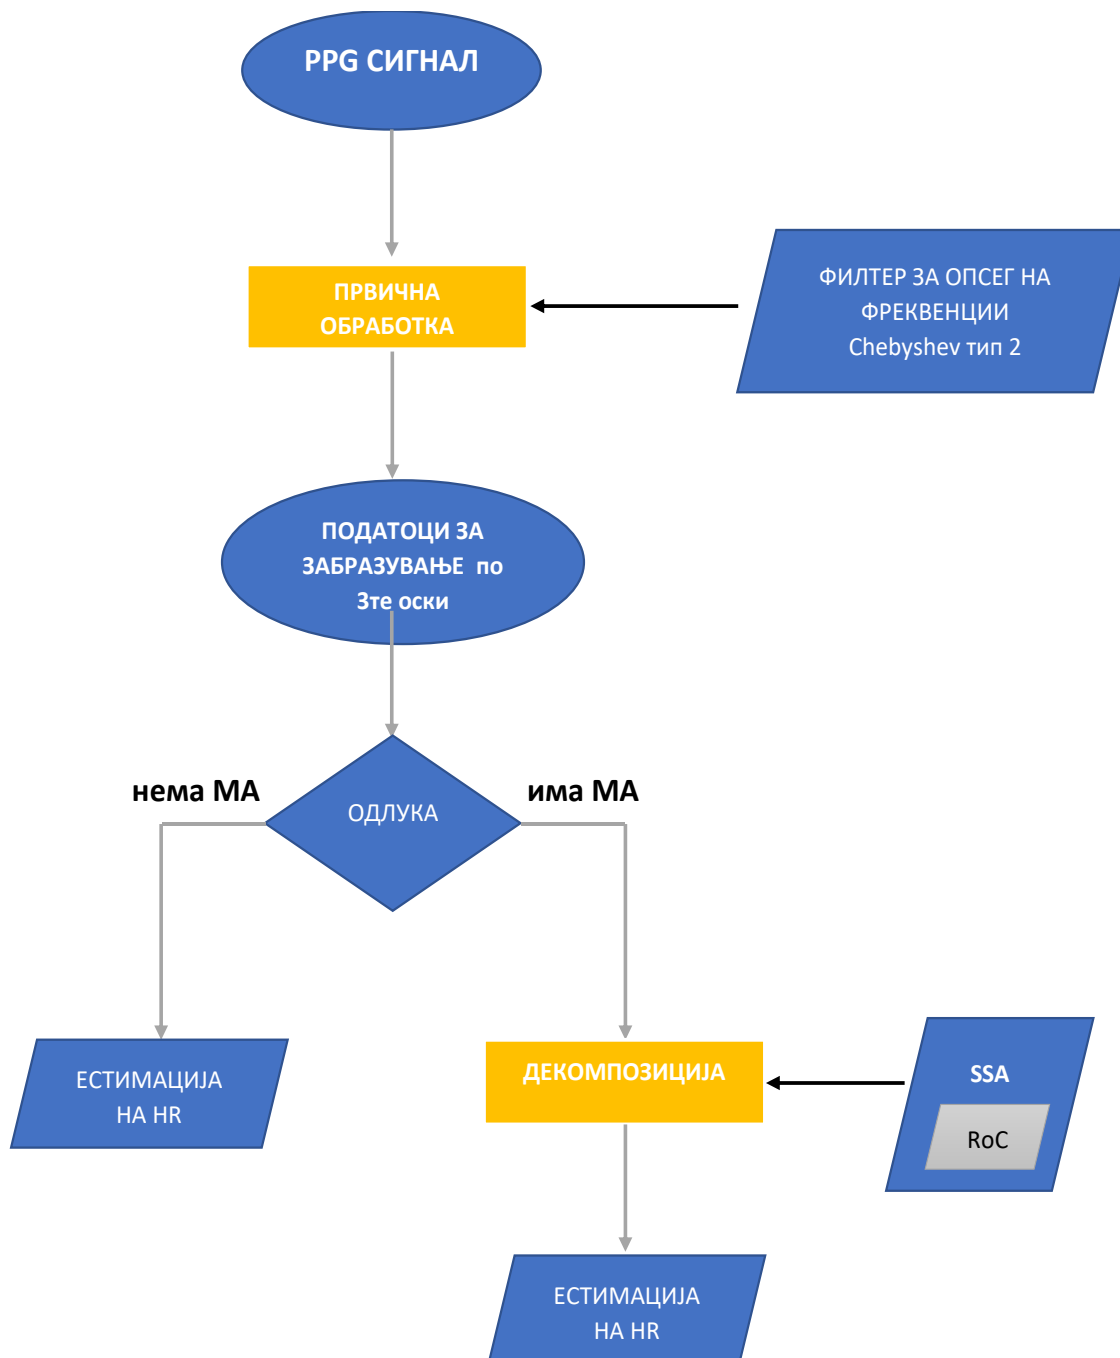 PPG СИГНАЛ
ПРВИЧНА
ОБРАБОТКА
ФИЛТЕР ЗА ОПСЕГ НА
ФРЕКВЕНЦИИ
Chebyshev тип 2
ПОДАТОЦИ ЗА
ЗАБРАЗУВАЊЕ по
3те оски
нема МА
има МА
ОДЛУКА
ЕСТИМАЦИЈА
НА HR
ДЕКОМПОЗИЦИЈА
SSA
RoC
ЕСТИМАЦИЈА
НА HR